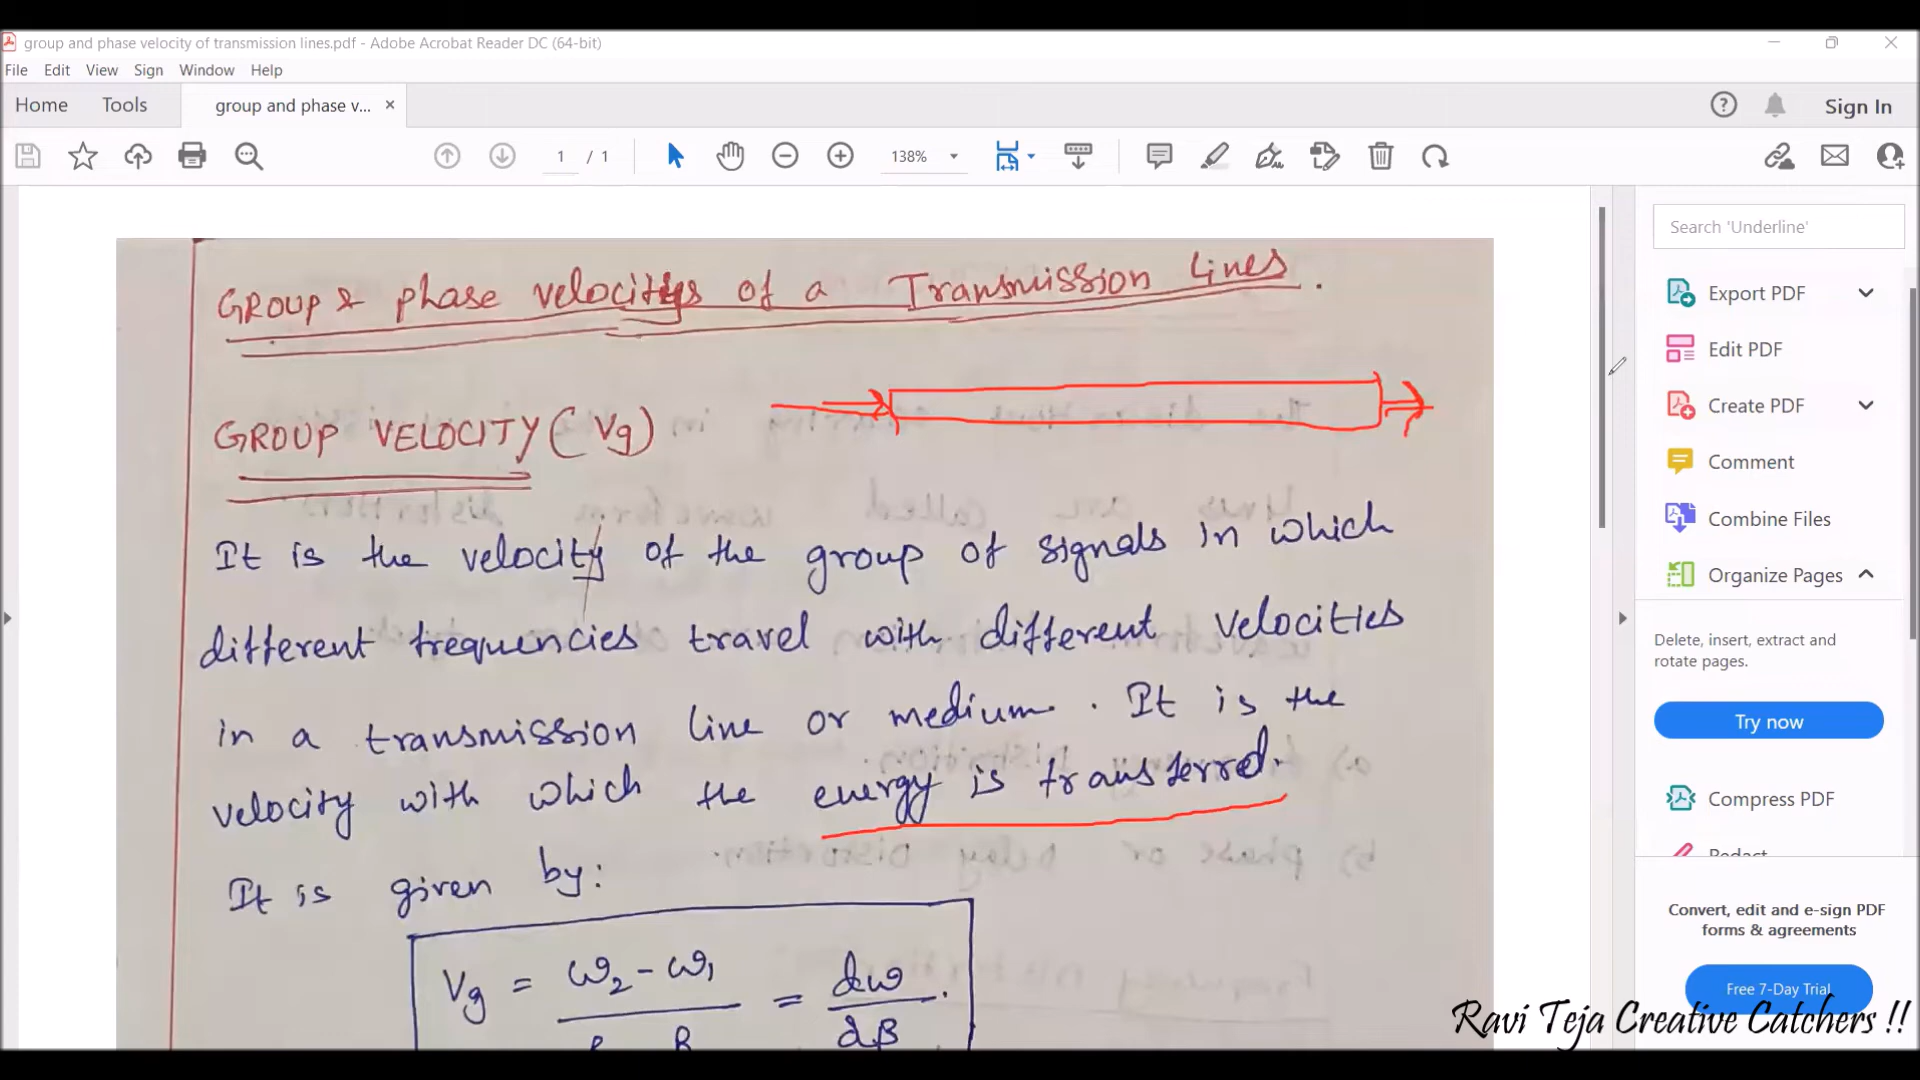 group and phase velocity of transmission lines.pdf - Adobe Acrobat Reader DC (64-bit)
File Edit View Sign Window Help
Home Tools group and phase v... × Sign In
1 / 1 138%
Search 'Underline'
Export PDF
Edit PDF
Create PDF
Comment
Combine Files
Organize Pages
Delete, insert, extract and
rotate pages.
Try now
Compress PDF
Redact
Convert, edit and e-sign PDF
forms & agreements
Free 7-Day Trial
GROUP & phase velocities of a Transmission Lines.
GROUP VELOCITY (Vg)
It is the velocity of the group of signals in which
different frequencies travel with different velocities
in a transmission line or medium. It is the
velocity with which the energy is transferred.
It is given by:
Vg = ω2 - ω1 = dω
dβ.
Ravi Teja Creative Catchers !!